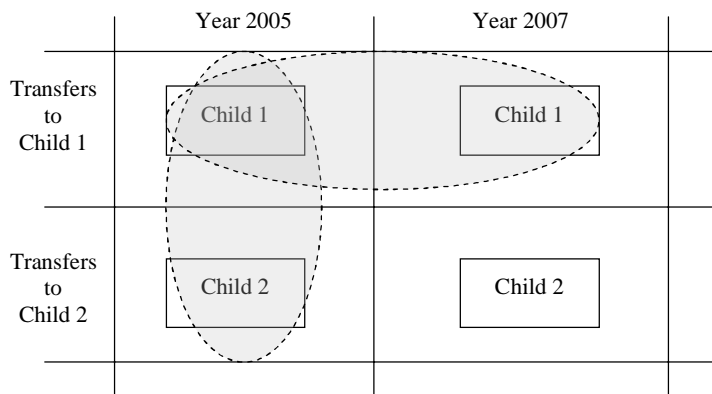 Year 2005
Year 2007
Transfers
to
Child 1
Child 1
Child 1
Transfers
to
Child 2
Child 2
Child 2